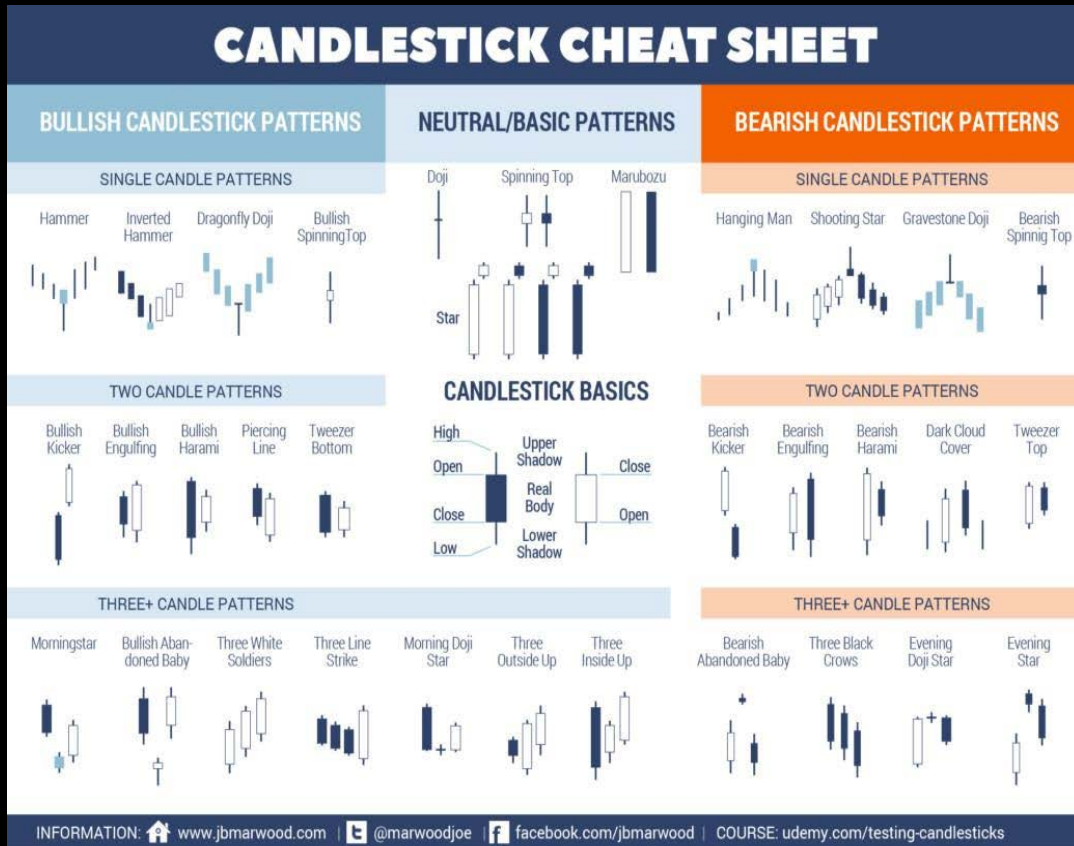 CANDLESTICK CHEAT SHEET
BULLISH CANDLESTICK PATTERNS
SINGLE CANDLE PATTERNS
Hammer
Inverted
Hammer
Dragonfly Doji
Bullish
SpinningTop
TWO CANDLE PATTERNS
Bullish
Kicker
Bullish
Engulfing
Bullish
Harami
Piercing
Line
Tweezer
Bottom
NEUTRAL/BASIC PATTERNS
Doji
Spinning Top
Marubozu
Star
CANDLESTICK BASICS
High
Open
Close
Low
Upper
Shadow
Real
Body
Lower
Shadow
Close
Open
BEARISH CANDLESTICK PATTERNS
SINGLE CANDLE PATTERNS
Hanging Man
Shooting Star
Gravestone Doji
Bearish
Spinnig Top
TWO CANDLE PATTERNS
Bearish
Kicker
Bearish
Engulfing
Bearish
Harami
Dark Cloud
Cover
Tweezer
Top
THREE+ CANDLE PATTERNS
Morningstar
Bullish Aban-
doned Baby
Three White
Soldiers
Three Line
Strike
Morning Doji
Star
Three
Outside Up
Three
Inside Up
THREE+ CANDLE PATTERNS
Bearish
Abandoned Baby
Three Black
Crows
Evening
Doji Star
Evening
Star
INFORMATION: www.jbmarwood.com | @marwoodjoe | facebook.com/jbmarwood | COURSE: udemy.com/testing-candlesticks